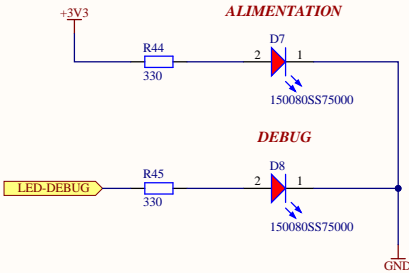 ALIMENTATION
+3V3
R44
330
D7
2
1
150080SS75000
DEBUG
LED-DEBUG
R45
330
D8
2
1
150080SS75000
GND